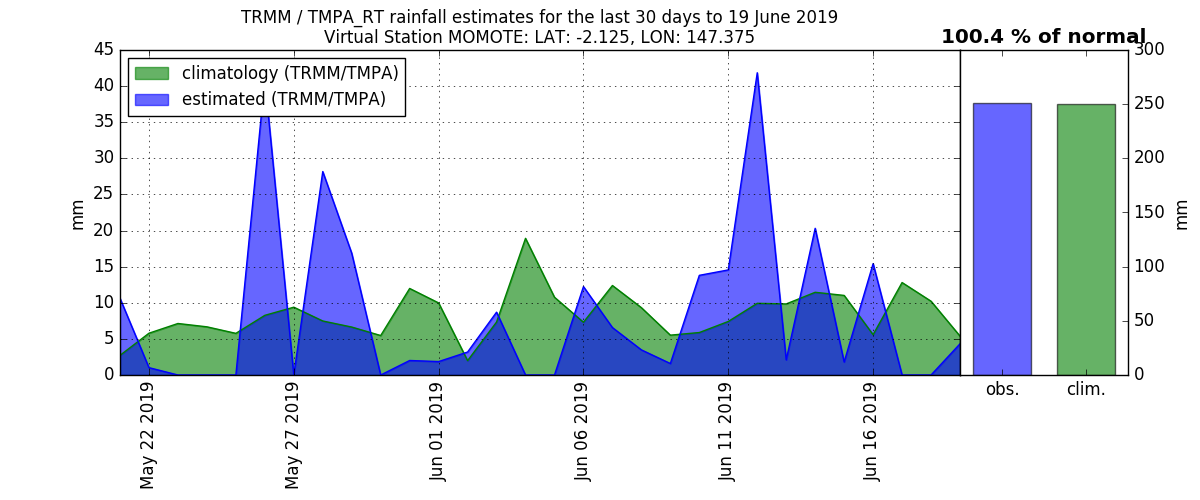 TRMM / TMPA_RT rainfall estimates for the last 30 days to 19 June 2019
Virtual Station MOMOTE: LAT: -2.125, LON: 147.375
100.4 % of normal
climatology (TRMM/TMPA)
estimated (TRMM/TMPA)
45
40
35
30
25
20
15
10
5
0
mm
May 22 2019
May 27 2019
Jun 01 2019
Jun 06 2019
Jun 11 2019
Jun 16 2019
300
250
200
150
100
50
0
mm
obs.
clim.